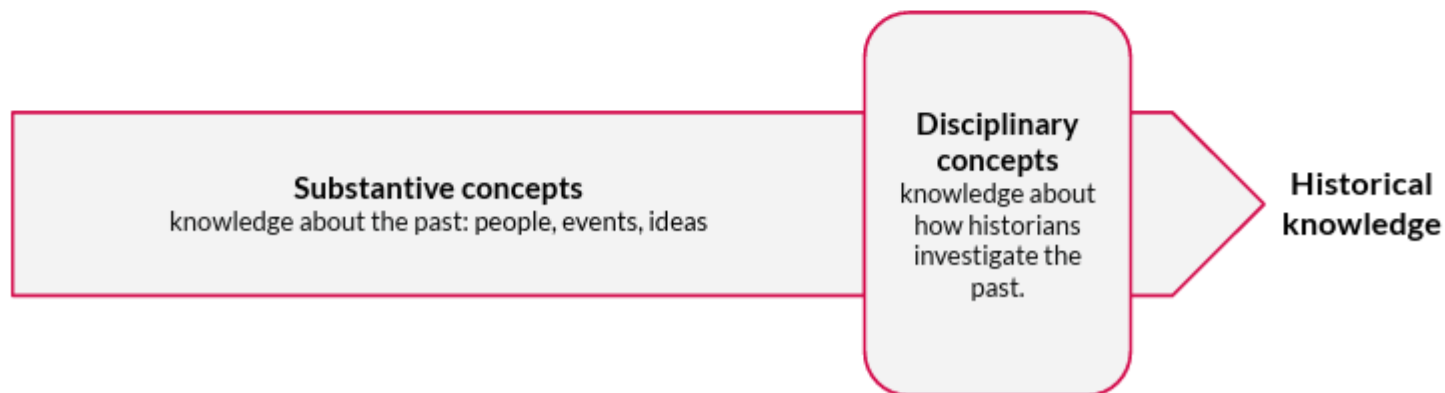 Substantive concepts
knowledge about the past: people, events, ideas
Disciplinary
concepts
knowledge about
how historians
investigate the
past.
Historical
knowledge